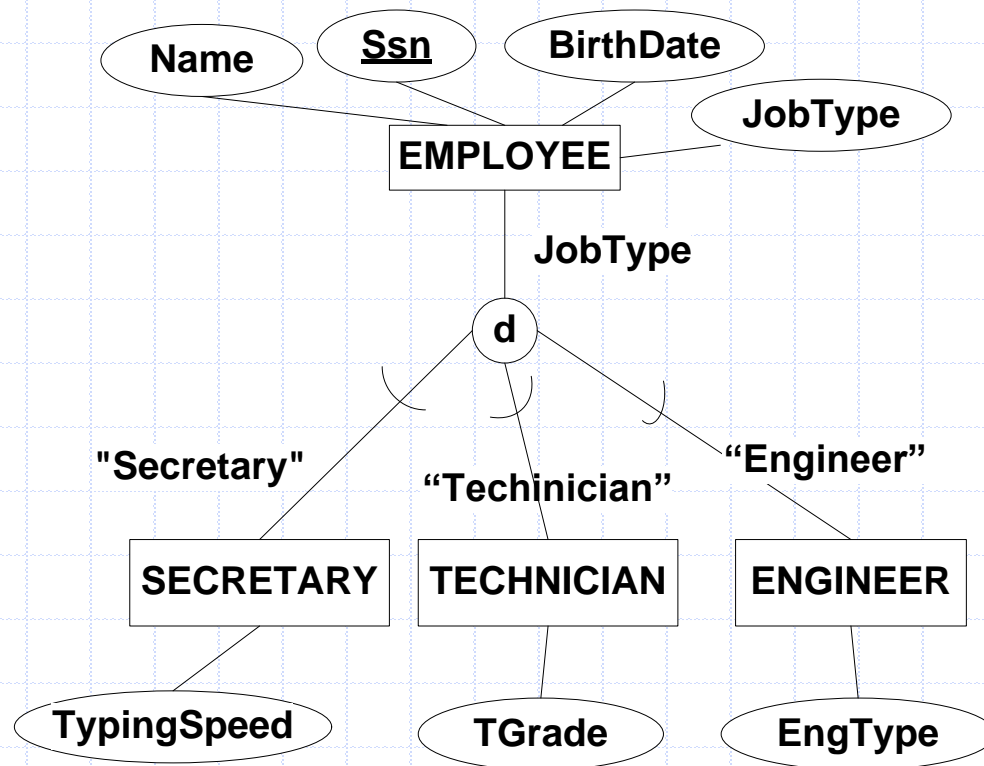 Name
Ssn
BirthDate
JobType
EMPLOYEE
JobType
d
"Secretary"
“Techinician”
“Engineer”
SECRETARY
TECHNICIAN
ENGINEER
TypingSpeed
TGrade
EngType